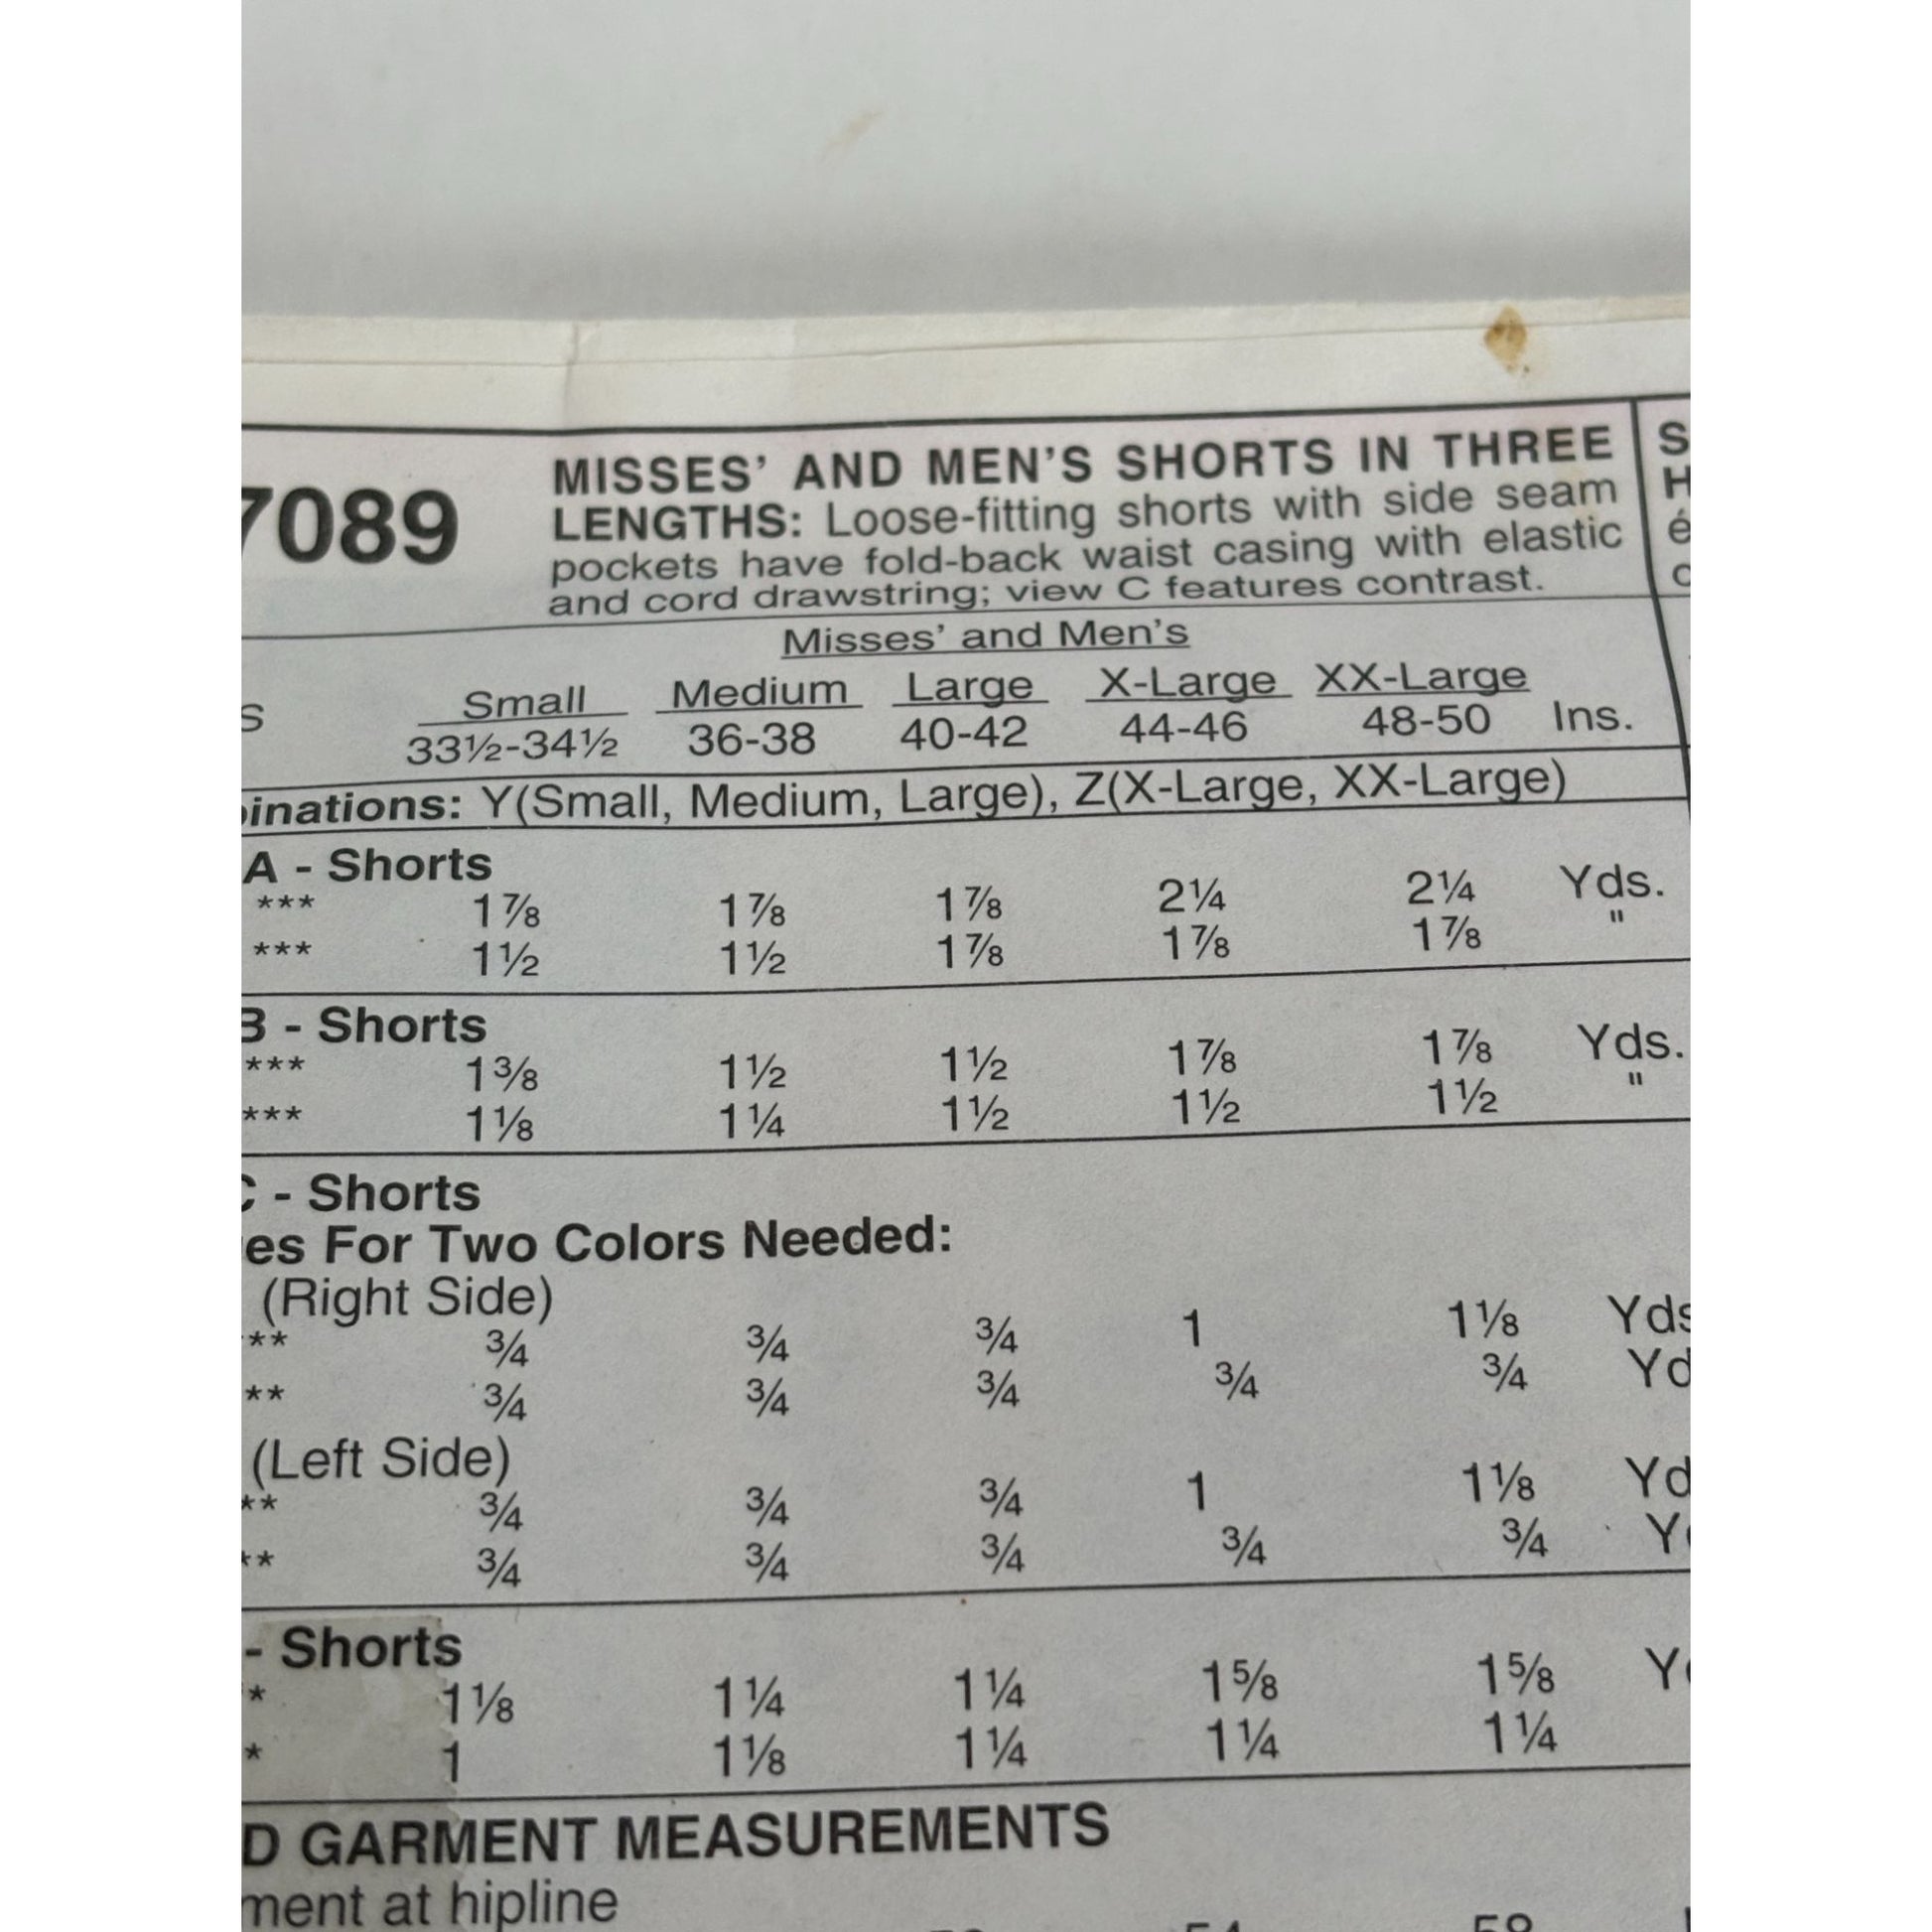 7089
MISSES' AND MEN'S SHORTS IN THREE
LENGTHS: Loose-fitting shorts with side seam
pockets have fold-back waist casing with elastic
and cord drawstring; view C features contrast.
Misses' and Men's
Small Medium Large X-Large XX-Large
33½-34½ 36-38 40-42 44-46 48-50 Ins.
inations: Y(Small, Medium, Large), Z(X-Large, XX-Large)
A - Shorts
*** 1⅞ 1⅞ 1⅞ 2¼ 2¼ Yds.
*** 1½ 1½ 1⅞ 1⅞ 1⅞ "
B - Shorts
*** 1⅜ 1½ 1½ 1⅞ 1⅞ Yds.
*** 1⅛ 1¼ 1½ 1½ 1½ "
C - Shorts
es For Two Colors Needed:
(Right Side)
** ¾ ¾ ¾ 1 1⅛ Yds
** ¾ ¾ ¾ ¾ ¾ Yd
(Left Side)
** ¾ ¾ ¾ 1 1⅛ Yd
** ¾ ¾ ¾ ¾ ¾ Y
- Shorts
* 1⅛ 1¼ 1¼ 1⅝ 1⅝ Y
* 1 1⅛ 1¼ 1¼ 1¼
D GARMENT MEASUREMENTS
ment at hipline